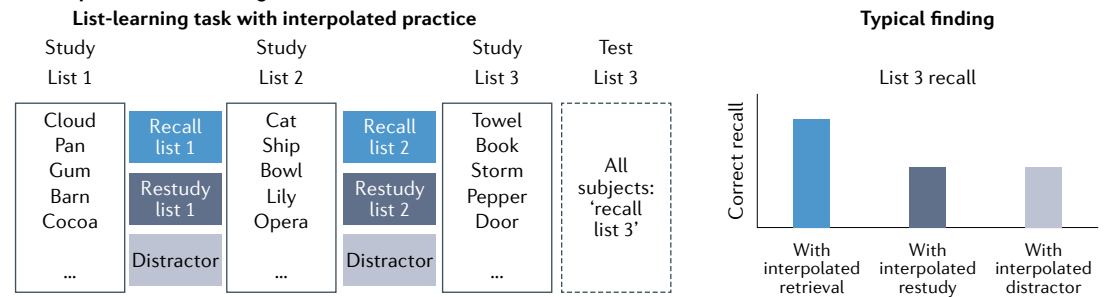 List-learning task with interpolated practice
Study
List 1
Study
List 2
Study
List 3
Test
List 3
Cloud
Pan
Gum
Barn
Cocoa
...
Recall
list 1
Restudy
list 1
Distractor
Cat
Ship
Bowl
Lily
Opera
...
Recall
list 2
Restudy
list 2
Distractor
Towel
Book
Storm
Pepper
Door
...
All
subjects:
‘recall
list 3’
Typical finding
List 3 recall
Correct recall
With
interpolated
retrieval
With
interpolated
restudy
With
interpolated
distractor